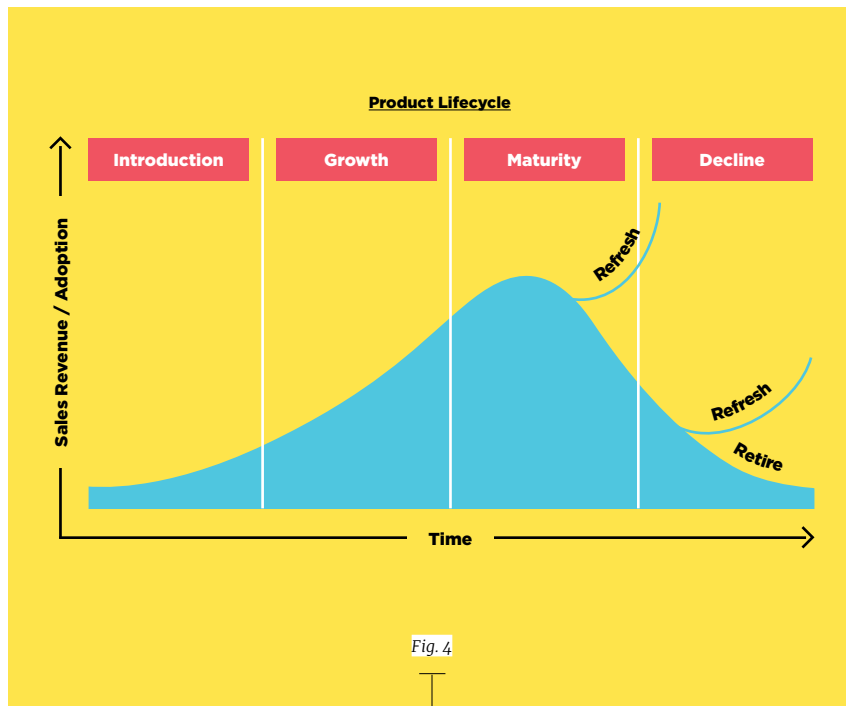 Product Lifecycle
Introduction
Growth
Maturity
Decline
Sales Revenue / Adoption
Refresh
Refresh
Retire
Time
Fig. 4